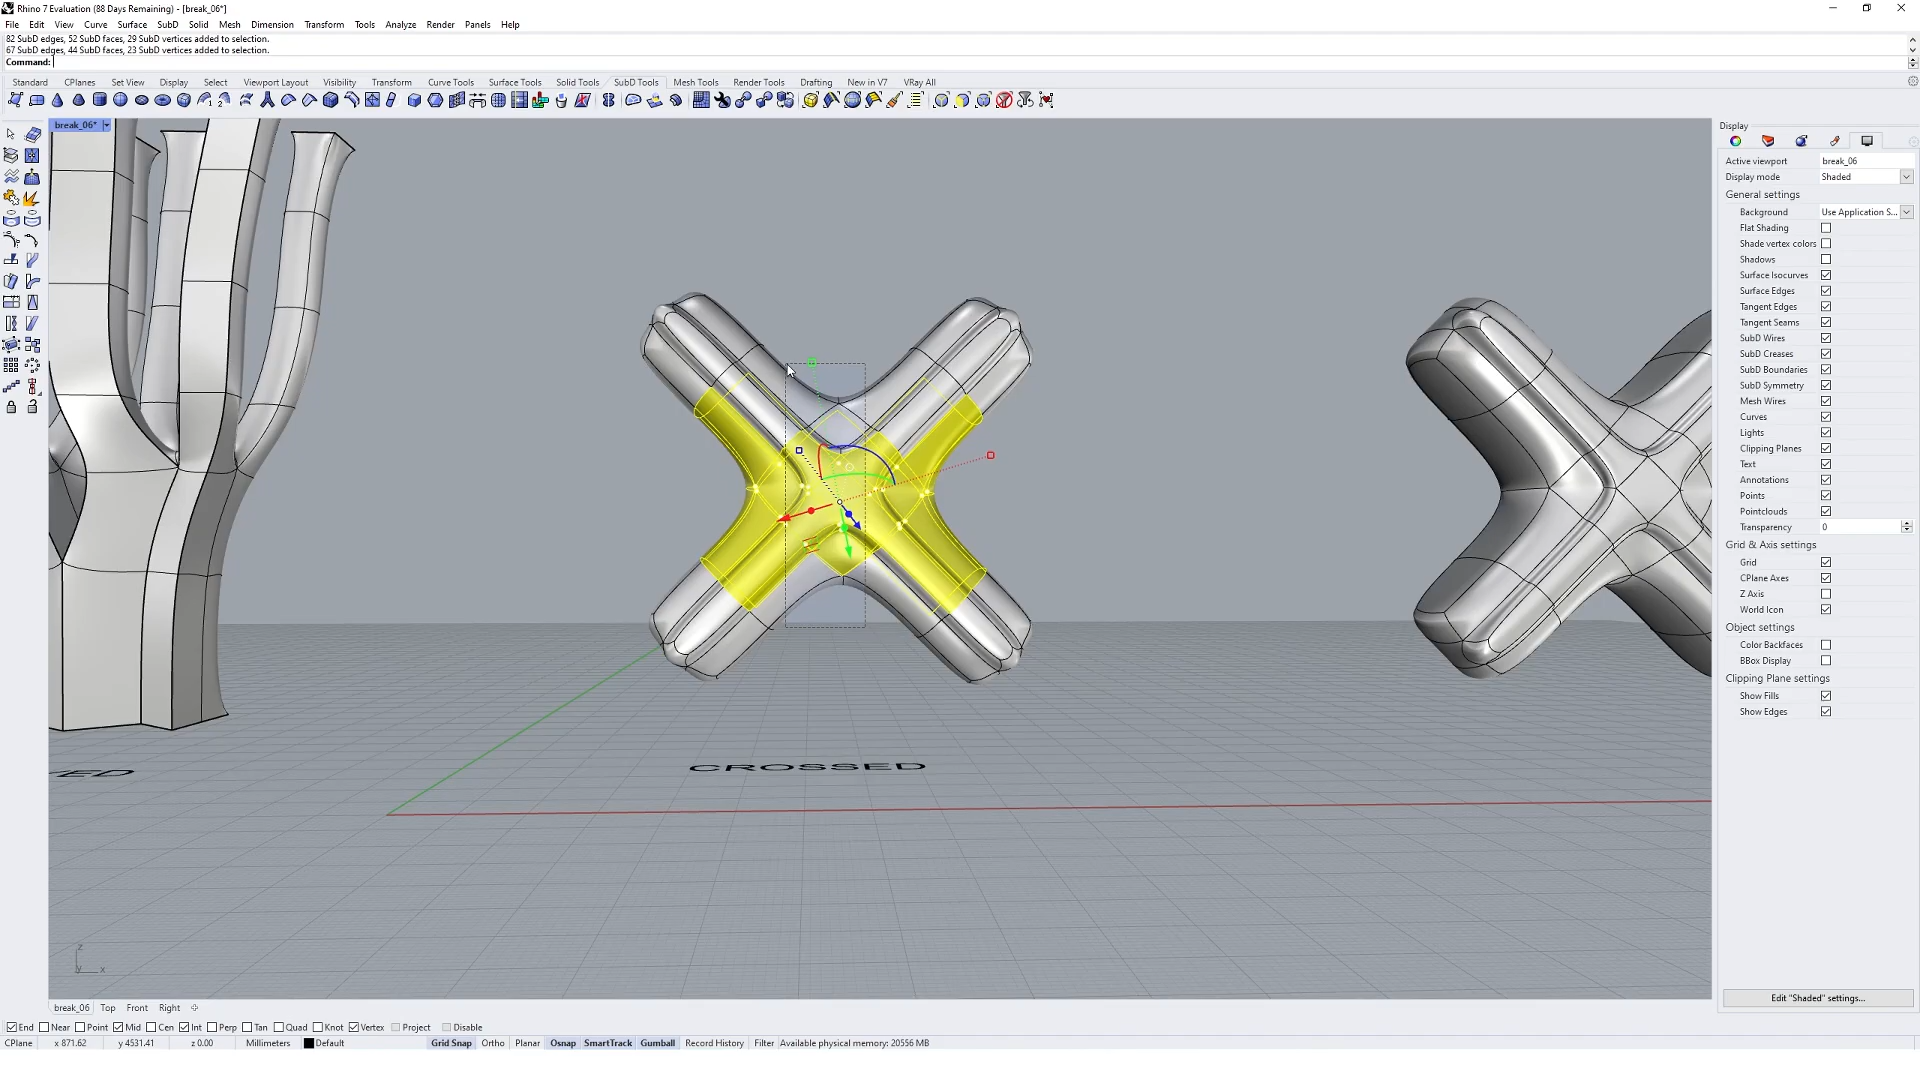 Rhino 7 Evaluation (88 Days Remaining) - [break_06*]
File Edit View Curve Surface SubD Solid Mesh Dimension Transform Tools Analyze Render Panels Help
82 SubD edges, 52 SubD faces, 29 SubD vertices added to selection.
67 SubD edges, 44 SubD faces, 23 SubD vertices added to selection.
Command:
Standard CPlanes Set View Display Select Viewport Layout Visibility Transform Curve Tools Surface Tools Solid Tools SubD Tools Mesh Tools Render Tools Drafting New in V7 VRay All
break_06*
Display
Active viewport break_06
Display mode Shaded
General settings
Background Use Application S...
Flat Shading
Shade vertex colors
Shadows
Surface Isocurves
Surface Edges
Tangent Edges
Tangent Seams
SubD Wires
SubD Creases
SubD Boundaries
SubD Symmetry
Mesh Wires
Curves
Lights
Clipping Planes
Text
Annotations
Points
Pointclouds
Transparency 0
Grid & Axis settings
Grid
CPlane Axes
Z Axis
World Icon
Object settings
Color Backfaces
BBox Display
Clipping Plane settings
Show Fills
Show Edges
Edit "Shaded" settings...
CROSSED
z
y x
break_06 Top Front Right
End Near Point Mid Cen Int Perp Tan Quad Knot Vertex Project Disable
CPlane x 871.62 y 4531.41 z 0.00 Millimeters Default Grid Snap Ortho Planar Osnap SmartTrack Gumball Record History Filter Available physical memory: 20556 MB